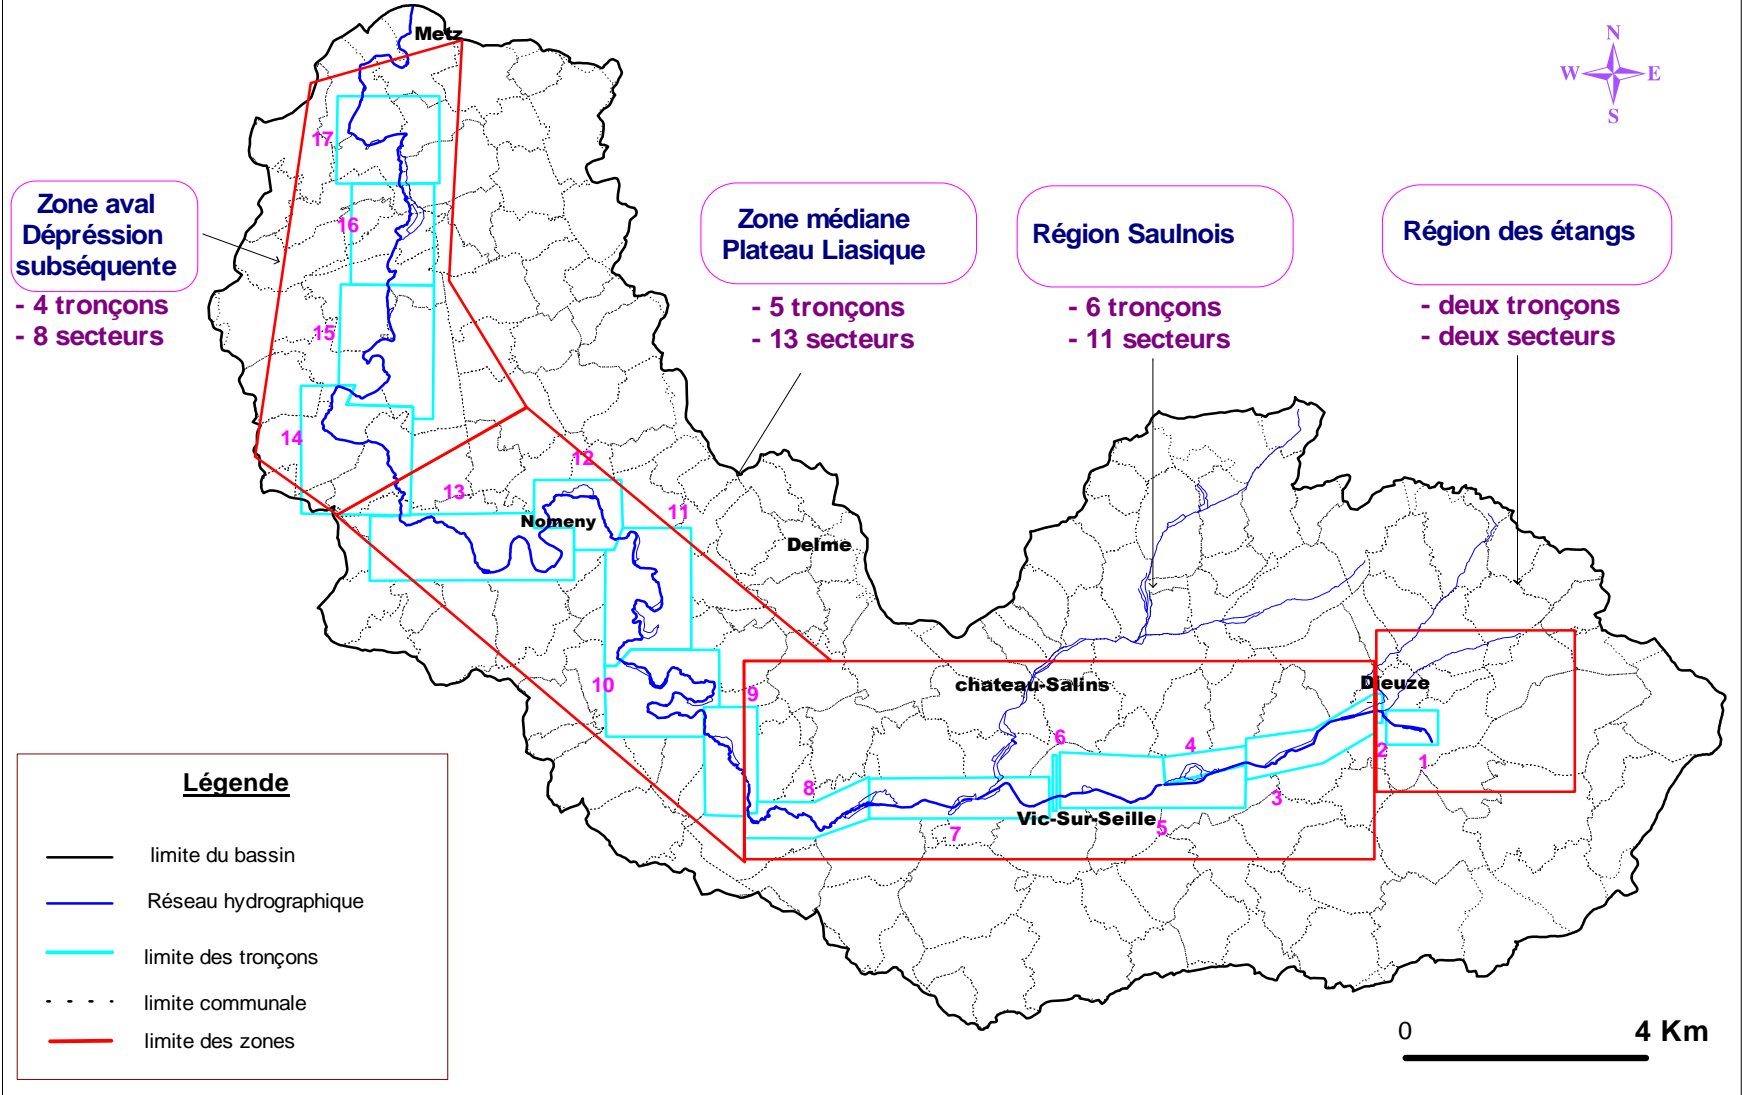 Metz
N
W E
S
17
Zone aval
Dépréssion
subséquente
- 4 tronçons
- 8 secteurs
Zone médiane
Plateau Liasique
- 5 tronçons
- 13 secteurs
Région Saulnois
- 6 tronçons
- 11 secteurs
Région des étangs
- deux tronçons
- deux secteurs
16
15
14
12
13
11
Nomeny
Delme
10
9
chateau-Salins
Dieuze
6
4
2
1
8
3
7
Vic-Sur-Seille
5
Légende
limite du bassin
Réseau hydrographique
limite des tronçons
limite communale
limite des zones
0 4 Km